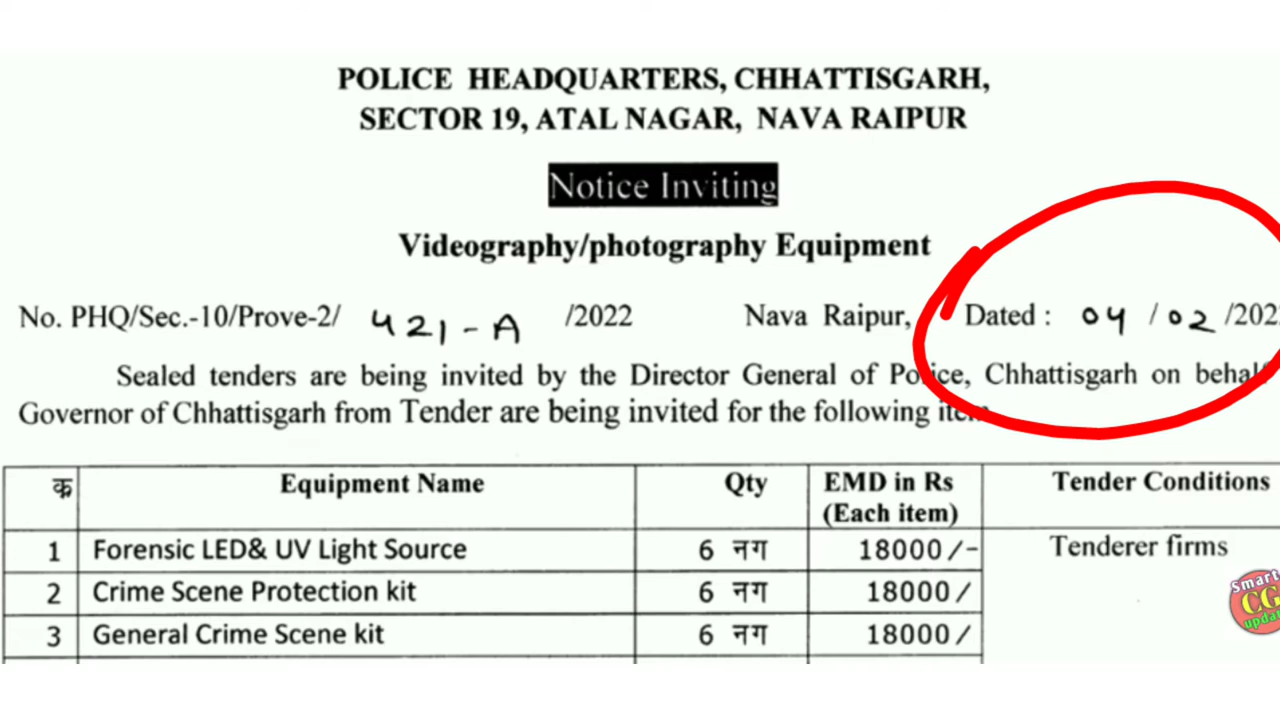 POLICE HEADQUARTERS, CHHATTISGARH,
SECTOR 19, ATAL NAGAR, NAVA RAIPUR
Notice Inviting
Videography/photography Equipment
No. PHQ/Sec.-10/Prove-2/ 421-A /2022 Nava Raipur, Dated : 04 / 02 /202
Sealed tenders are being invited by the Director General of Police, Chhattisgarh on behalf
Governor of Chhattisgarh from Tender are being invited for the following item
क्र Equipment Name Qty EMD in Rs (Each item) Tender Conditions
1 Forensic LED& UV Light Source 6 नग 18000/- Tenderer firms
2 Crime Scene Protection kit 6 नग 18000/
3 General Crime Scene kit 6 नग 18000/
Smart
CG
updat